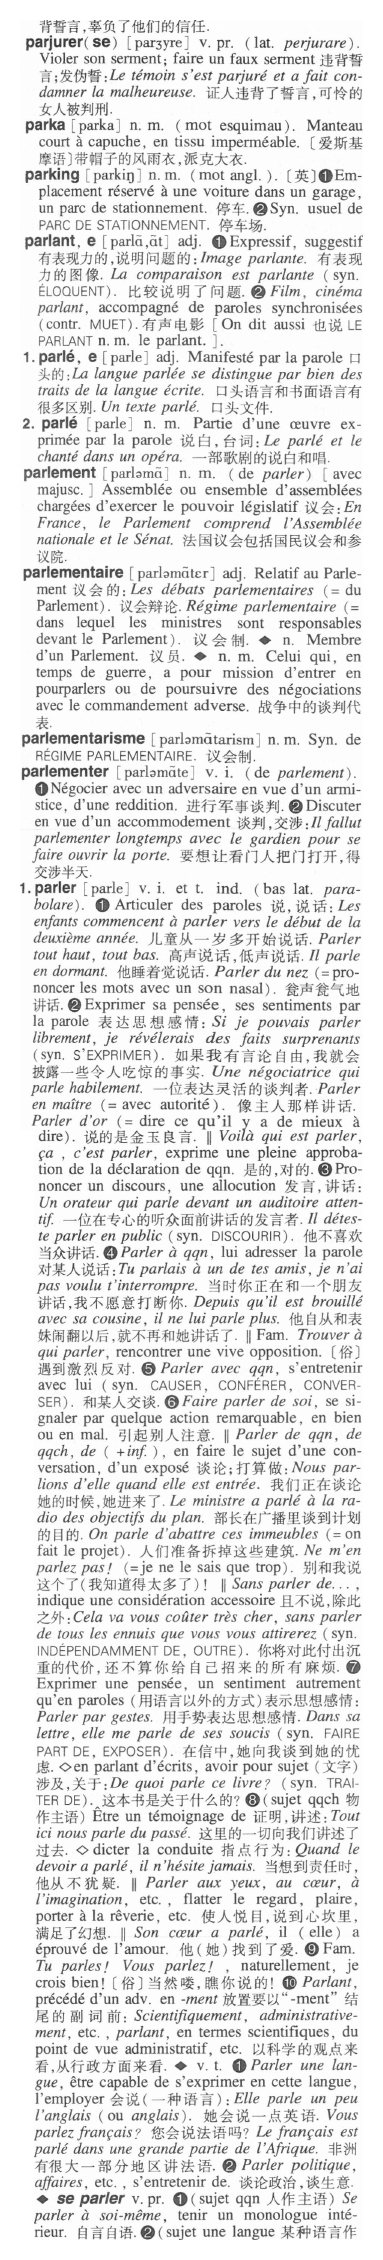 背誓言,辜负了他们的信任.
parjurer(se) [parʒyre] v. pr. (lat. perjurare).
Violer son serment; faire un faux serment 违背誓
言;发伪誓:Le témoin s'est parjuré et a fait con-
damner la malheureuse. 证人违背了誓言,可怜的
女人被判刑.
parka [parka] n. m. (mot esquimau). Manteau
court à capuche, en tissu imperméable. [爱斯基
摩语)带帽子的风雨衣,派克大衣.
parking [parkiŋ] n. m. (mot angl.). [英]❶Em-
placement réservé à une voiture dans un garage,
un parc de stationnement. 停车. ❷Syn. usuel de
PARC DE STATIONNEMENT. 停车场.
parlant, e [parlɑ̃,ɑ̃t] adj. ❶Expressif, suggestif
有表现力的,说明问题的:Image parlante. 有表现
力的图像. La comparaison est parlante (syn.
ÉLOQUENT). 比较说明了问题. ❷Film, cinéma
parlant, accompagné de paroles synchronisées
(contr. MUET). 有声电影 [On dit aussi 也说 LE
PARLANT n. m. le parlant. ].
1. parlé, e [parle] adj. Manifesté par la parole 口
头的:La langue parlée se distingue par bien des
traits de la langue écrite. 口头语言和书面语言有
很多区别. Un texte parlé. 口头文件.
2. parlé [parle] n. m. Partie d'une œuvre ex-
primée par la parole 说白,台词: Le parlé et le
chanté dans un opéra. 一部歌剧的说白和唱.
parlement [parləmɑ̃] n. m. (de parler) [avec
majusc. ] Assemblée ou ensemble d'assemblées
chargées d'exercer le pouvoir législatif 议会:En
France, le Parlement comprend l'Assemblée
nationale et le Sénat. 法国议会包括国民议会和参
议院.
parlementaire [parləmɑ̃tɛr] adj. Relatif au Parle-
ment 议会的: Les débats parlementaires (= du
Parlement). 议会辩论. Régime parlementaire (=
dans lequel les ministres sont responsables
devant le Parlement). 议会制. ◆ n. Membre
d'un Parlement. 议员. ◆ n. m. Celui qui, en
temps de guerre, a pour mission d'entrer en
pourparlers ou de poursuivre des négociations
avec le commandement adverse. 战争中的谈判代
表.
parlementarisme [parləmɑ̃tarism] n. m. Syn. de
RÉGIME PARLEMENTAIRE. 议会制.
parlementer [parləmɑ̃te] v. i. (de parlement).
❶Négocier avec un adversaire en vue d'un armi-
stice, d'une reddition. 进行军事谈判. ❷Discuter
en vue d'un accommodement 谈判,交涉:Il fallut
parlementer longtemps avec le gardien pour se
faire ouvrir la porte. 要想让看门人把门打开,得
交涉半天.
1. parler [parle] v. i. et t. ind. (bas lat. para-
bolare). ❶ Articuler des paroles 说,说话: Les
enfants commencent à parler vers le début de la
deuxième année. 儿童从一岁多开始说话. Parler
tout haut, tout bas. 高声说话,低声说话. Il parle
en dormant. 他睡着觉说话. Parler du nez (=pro-
noncer les mots avec un son nasal). 瓮声瓮气地
讲话. ❷Exprimer sa pensée, ses sentiments par
la parole 表达思想感情: Si je pouvais parler
librement, je révélerais des faits surprenants
(syn. S'EXPRIMER). 如果我有言论自由,我就会
披露一些令人吃惊的事实. Une négociatrice qui
parle habilement. 一位表达灵活的谈判者. Parler
en maître (= avec autorité). 像主人那样讲话.
Parler d'or (= dire ce qu'il y a de mieux à
dire). 说的是金玉良言. ‖ Voilà qui est parler,
ça , c'est parler, exprime une pleine approba-
tion de la déclaration de qqn. 是的,对的. ❸Pro-
noncer un discours, une allocution 发言,讲话:
Un orateur qui parle devant un auditoire atten-
tif. 一位在专心的听众面前讲话的发言者. Il détes-
te parler en public (syn. DISCOURIR). 他不喜欢
当众讲话. ❹Parler à qqn, lui adresser la parole
对某人说话:Tu parlais à un de tes amis, je n'ai
pas voulu t'interrompre. 当时你正在和一个朋友
讲话,我不愿意打断你. Depuis qu'il est brouillé
avec sa cousine, il ne lui parle plus. 他自从和表
妹闹翻以后,就不再和她讲话了. ‖ Fam. Trouver à
qui parler, rencontrer une vive opposition. [俗]
遇到激烈反对. ❺ Parler avec qqn, s'entretenir
avec lui (syn. CAUSER, CONFÉRER, CONVER-
SER). 和某人交谈. ❻Faire parler de soi, se si-
gnaler par quelque action remarquable, en bien
ou en mal. 引起别人注意. ‖ Parler de qqn, de
qqch, de ( +inf.), en faire le sujet d'une con-
versation, d'un exposé 谈论;打算做:Nous par-
lions d'elle quand elle est entrée. 我们正在谈论
她的时候,她进来了. Le ministre a parlé à la ra-
dio des objectifs du plan. 部长在广播里谈到计划
的目的. On parle d'abattre ces immeubles (=on
fait le projet). 人们准备拆掉这些建筑. Ne m'en
parlez pas! (=je ne le sais que trop). 别和我说
这个了(我知道得太多了)! ‖ Sans parler de...,
indique une considération accessoire 且不说,除此
之外:Cela va vous coûter très cher, sans parler
de tous les ennuis que vous vous attirerez (syn.
INDÉPENDAMMENT DE, OUTRE). 你将对此付出沉
重的代价,还不算你给自己招来的所有麻烦. ❼
Exprimer une pensée, un sentiment autrement
qu'en paroles (用语言以外的方式)表示思想感情:
Parler par gestes. 用手势表达思想感情. Dans sa
lettre, elle me parle de ses soucis (syn. FAIRE
PART DE, EXPOSER). 在信中,她向我谈到她的忧
虑. ◇en parlant d'écrits, avoir pour sujet (文字)
涉及,关于:De quoi parle ce livre? (syn. TRAI-
TER DE). 这本书是关于什么的? ❽(sujet qqch 物
作主语) Être un témoignage de 证明,讲述:Tout
ici nous parle du passé. 这里的一切向我们讲述了
过去. ◇ dicter la conduite 指点行为: Quand le
devoir a parlé, il n'hésite jamais. 当想到责任时,
他从不犹疑. ‖ Parler aux yeux, au cœur, à
l'imagination, etc. , flatter le regard, plaire,
porter à la rêverie, etc. 使人悦目,说到心坎里,
满足了幻想. ‖ Son cœur a parlé, il (elle) a
éprouvé de l'amour. 他(她)找到了爱. ❾Fam.
Tu parles! Vous parlez! , naturellement, je
crois bien! [俗]当然喽,瞧你说的! ❿Parlant,
précédé d'un adv. en -ment 放置要以"-ment" 结
尾的副词前: Scientifiquement, administrative-
ment, etc. , parlant, en termes scientifiques, du
point de vue administratif, etc. 以科学的观点来
看,从行政方面来看. ◆ v. t. ❶Parler une lan-
gue, être capable de s'exprimer en cette langue,
l'employer 会说(一种语言): Elle parle un peu
l'anglais (ou anglais). 她会说一点英语. Vous
parlez français? 您会说法语吗? Le français est
parlé dans une grande partie de l'Afrique. 非洲
有很大一部分地区讲法语. ❷ Parler politique,
affaires, etc. , s'entretenir de. 谈论政治,谈生意.
◆ se parler v. pr. ❶(sujet qqn 人作主语) Se
parler à soi-même, tenir un monologue inté-
rieur. 自言自语. ❷(sujet une langue 某种语言作